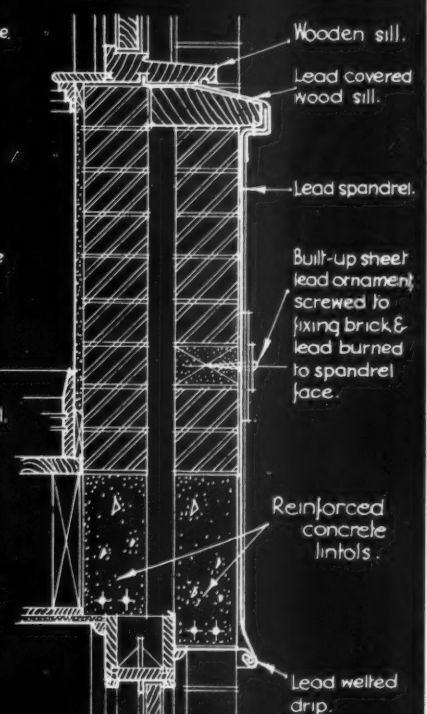 Wooden sill.
Lead covered
wood sill.
Lead spandrel.
Built-up sheet
lead ornament
screwed to
fixing brick &
lead burned
to spandrel
face.
Reinforced
concrete
lintols.
Lead welted
drip.